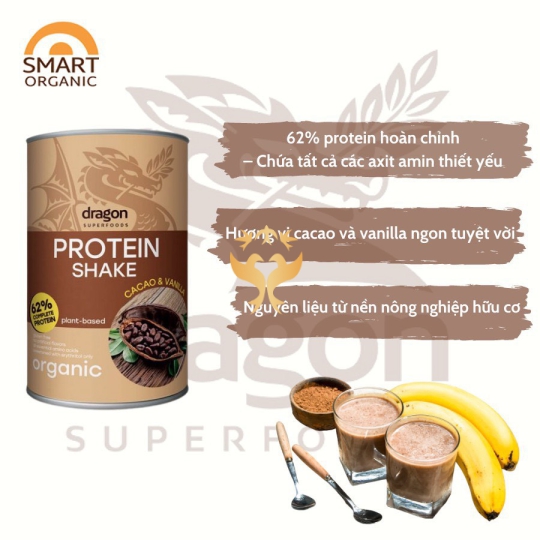 SMART
ORGANIC
62% protein hoàn chỉnh
– Chứa tất cả các axit amin thiết yếu
Hương vị cacao và vanilla ngon tuyệt vời
Nguyên liệu từ nền nông nghiệp hữu cơ
dragon
SUPERFOODS
PROTEIN
SHAKE
CACAO & VANILLA
62%
COMPLETE
PROTEIN
plant-based
organic
dragon
SUPERFO